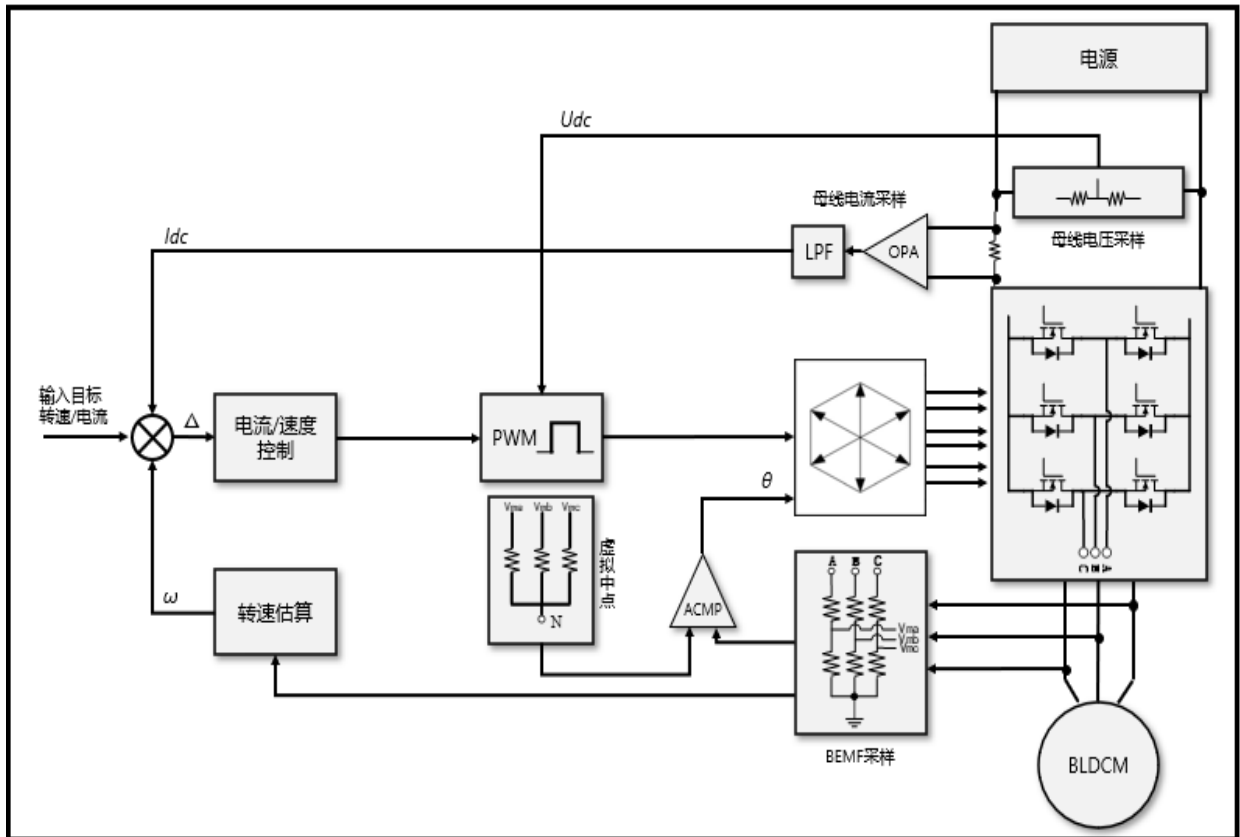 电源
Udc
母线电流采样
Idc
LPF
OPA
母线电压采样
输入目标
转速/电流
△
电流/速度
控制
PWM
θ
Vma Vmb Vmc
虚拟中点
N
A B C
ACMP
Vma
Vmb
Vmc
C B A
ω
转速估算
BEMF采样
BLDCM